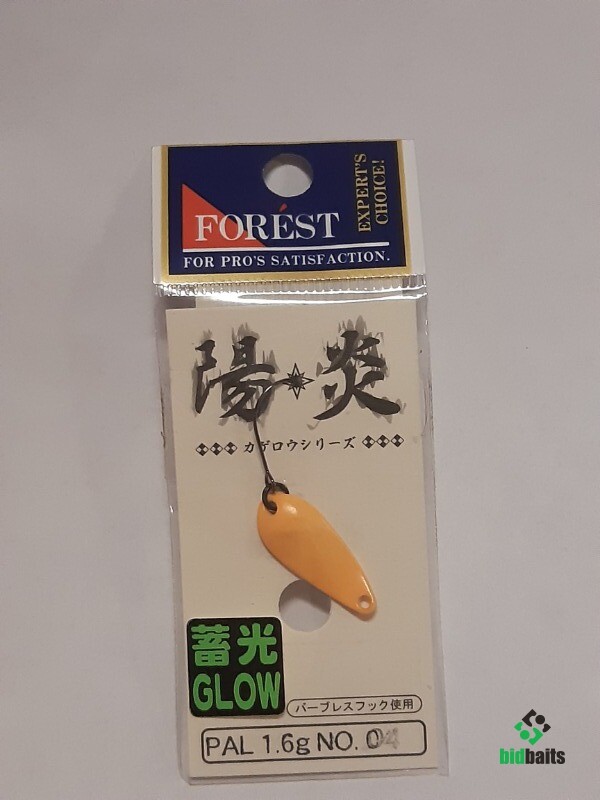 EXPERT'S CHOICE!
FORÉST
FOR PRO'S SATISFACTION.
陽炎
カゲロウシリーズ
蓄光
GLOW
バーブレスフック使用
PAL 1.6g NO. 04
bidbaits